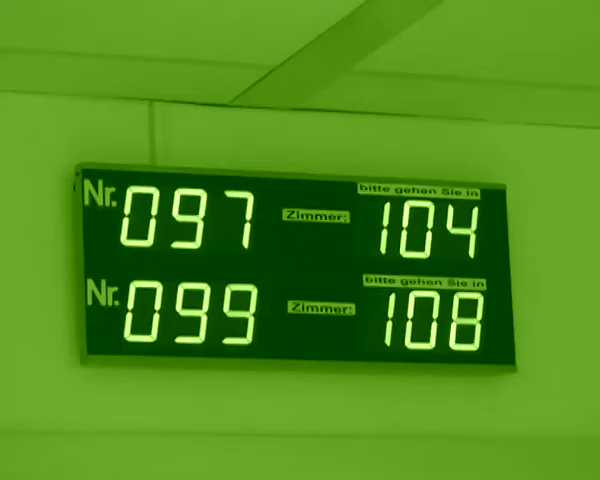 Nr. 097 Zimmer: bitte gehen Sie in 104
Nr. 099 Zimmer: bitte gehen Sie in 108